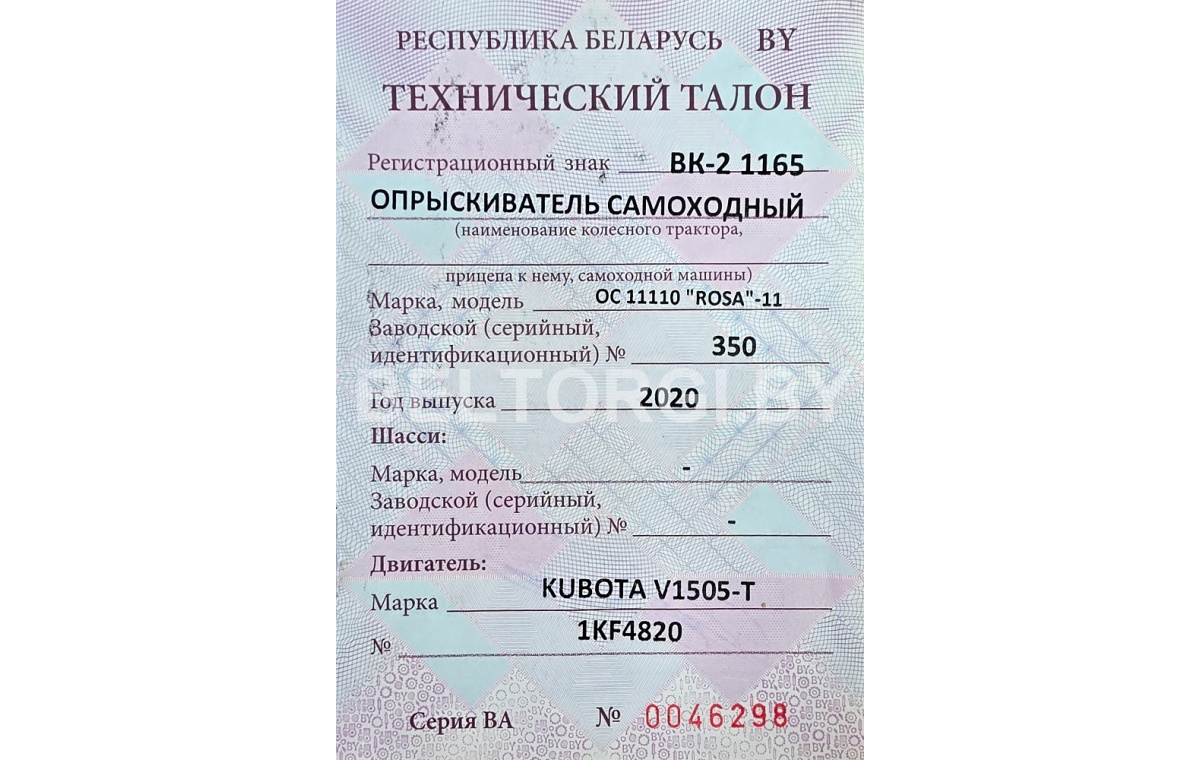 РЕСПУБЛИКА БЕЛАРУСЬ BY
ТЕХНИЧЕСКИЙ ТАЛОН
Регистрационный знак ВК-2 1165
ОПРЫСКИВАТЕЛЬ САМОХОДНЫЙ
(наименование колесного трактора,
прицепа к нему, самоходной машины)
Марка, модель ОС 11110 "ROSA"-11
Заводской (серийный,
идентификационный) № 350
Год выпуска 2020
BELTORGI.BY
Шасси:
Марка, модель -
Заводской (серийный,
идентификационный) № -
Двигатель:
Марка KUBOTA V1505-T
№ 1KF4820
Серия ВА № 0046298